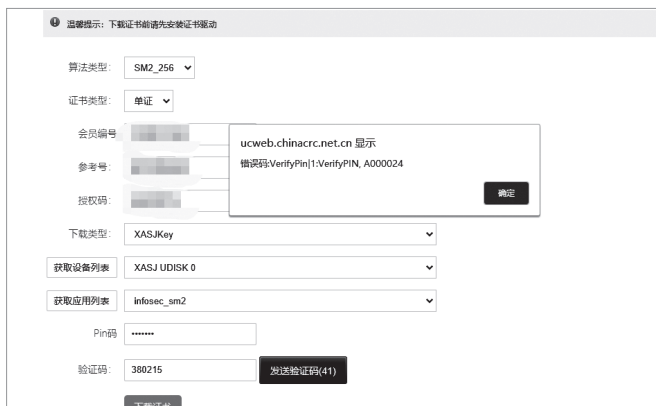 温馨提示：下载证书前请先安装证书驱动
算法类型： SM2_256
证书类型： 单证
会员编号
ucweb.chinacrc.net.cn 显示
错误码:VerifyPin|1:VerifyPIN, A000024
参考号：
确定
授权码：
下载类型： XASJKey
获取设备列表 XASJ UDISK 0
获取应用列表 infosec_sm2
Pin码 •••••••
验证码： 380215 发送验证码(41)
下载证书